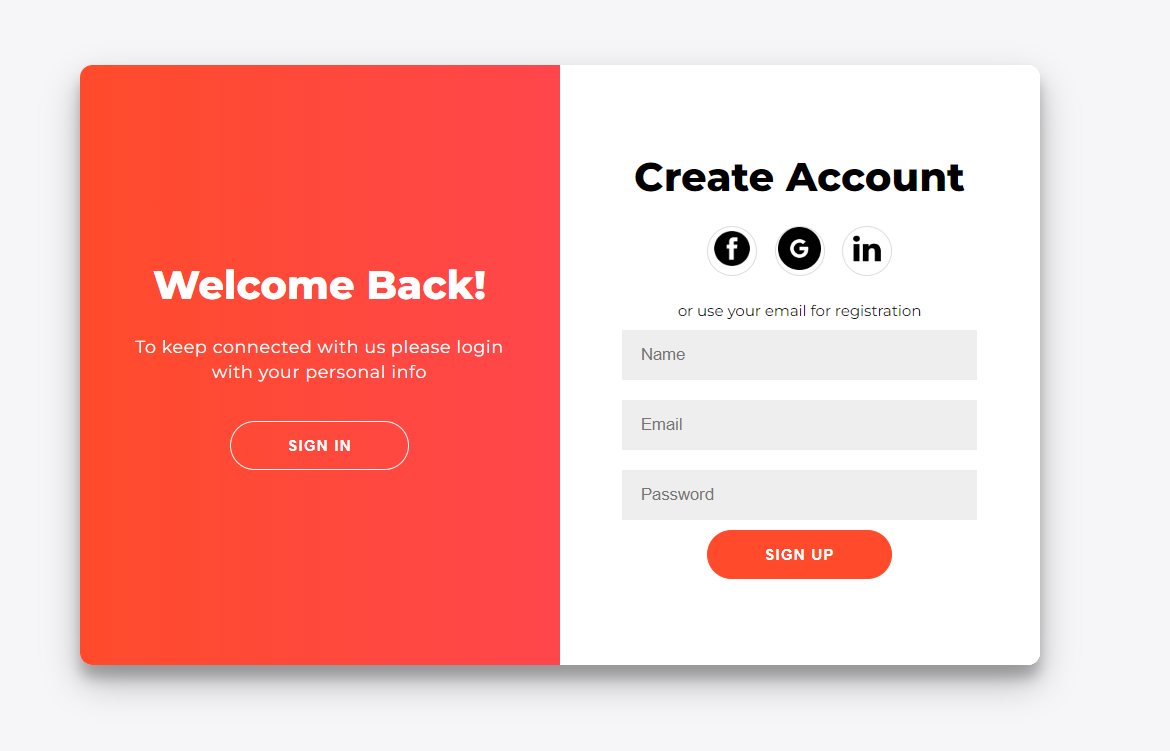 Welcome Back!
To keep connected with us please login
with your personal info
SIGN IN
Create Account
f
G
in
or use your email for registration
Name
Email
Password
SIGN UP